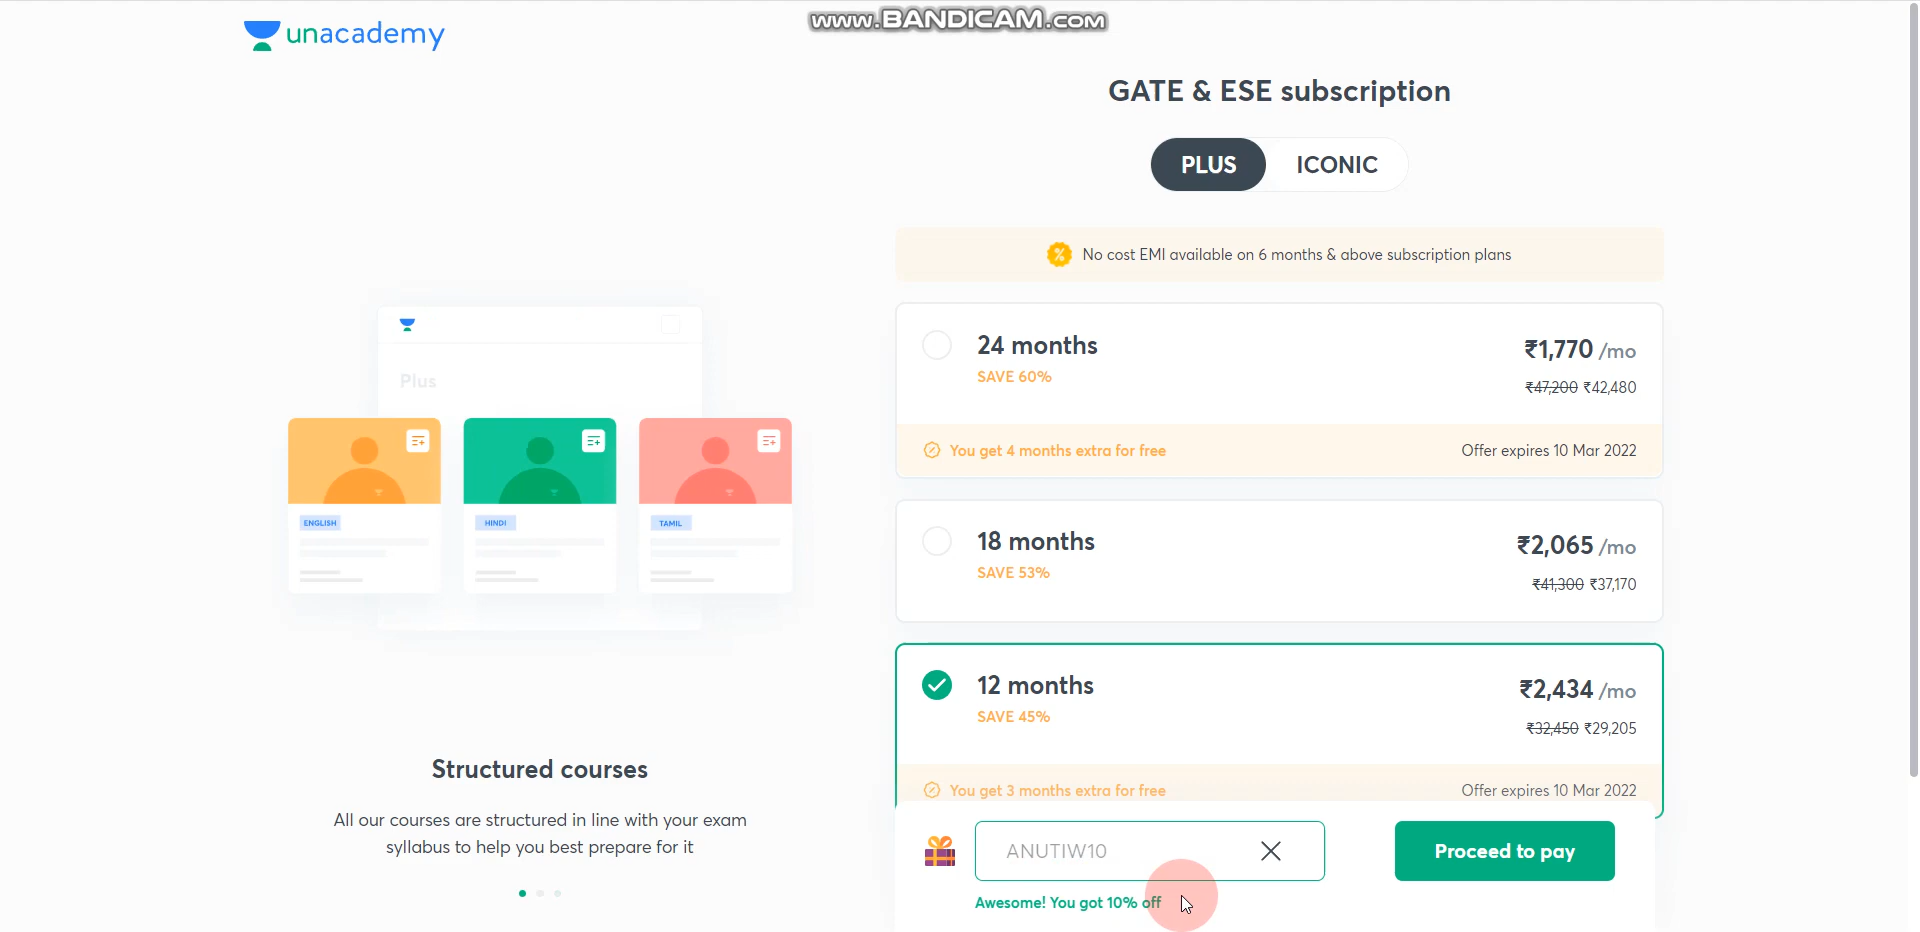 www.BANDICAM.com
unacademy
GATE & ESE subscription
PLUS
ICONIC
No cost EMI available on 6 months & above subscription plans
24 months
₹1,770 /mo
SAVE 60%
₹47,200 ₹42,480
You get 4 months extra for free
Offer expires 10 Mar 2022
18 months
₹2,065 /mo
SAVE 53%
₹41,300 ₹37,170
12 months
₹2,434 /mo
SAVE 45%
₹32,450 ₹29,205
You get 3 months extra for free
Offer expires 10 Mar 2022
ANUTIW10
Proceed to pay
Awesome! You got 10% off
Plus
ENGLISH
HINDI
TAMIL
Structured courses
All our courses are structured in line with your exam
syllabus to help you best prepare for it